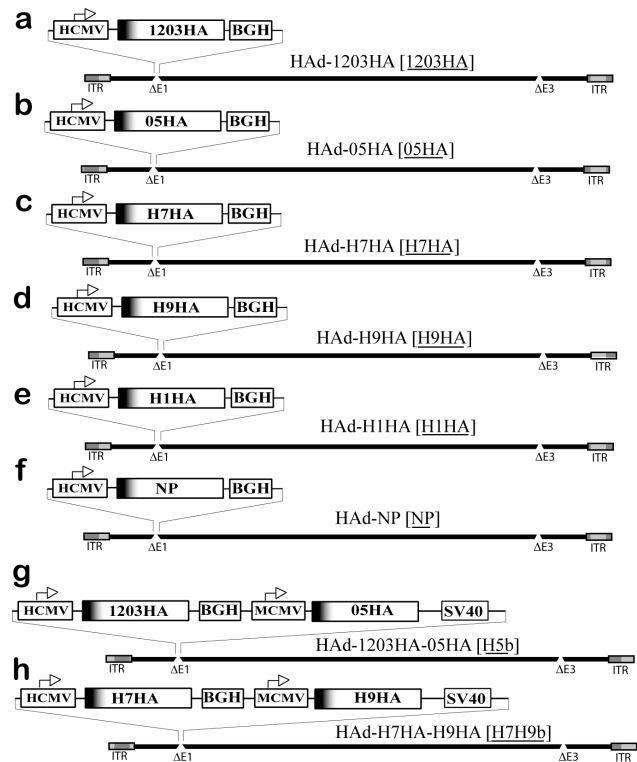 a
HCMV 1203HA BGH
HAd-1203HA [1203HA]
ITR ΔE1 ΔE3 ITR
b
HCMV 05HA BGH
HAd-05HA [05HA]
ITR ΔE1 ΔE3 ITR
c
HCMV H7HA BGH
HAd-H7HA [H7HA]
ITR ΔE1 ΔE3 ITR
d
HCMV H9HA BGH
HAd-H9HA [H9HA]
ITR ΔE1 ΔE3 ITR
e
HCMV H1HA BGH
HAd-H1HA [H1HA]
ITR ΔE1 ΔE3 ITR
f
HCMV NP BGH
HAd-NP [NP]
ITR ΔE1 ΔE3 ITR
g
HCMV 1203HA BGH MCMV 05HA SV40
HAd-1203HA-05HA [H5b]
ITR ΔE1 ΔE3 ITR
h
HCMV H7HA BGH MCMV H9HA SV40
HAd-H7HA-H9HA [H7H9b]
ITR ΔE1 ΔE3 ITR